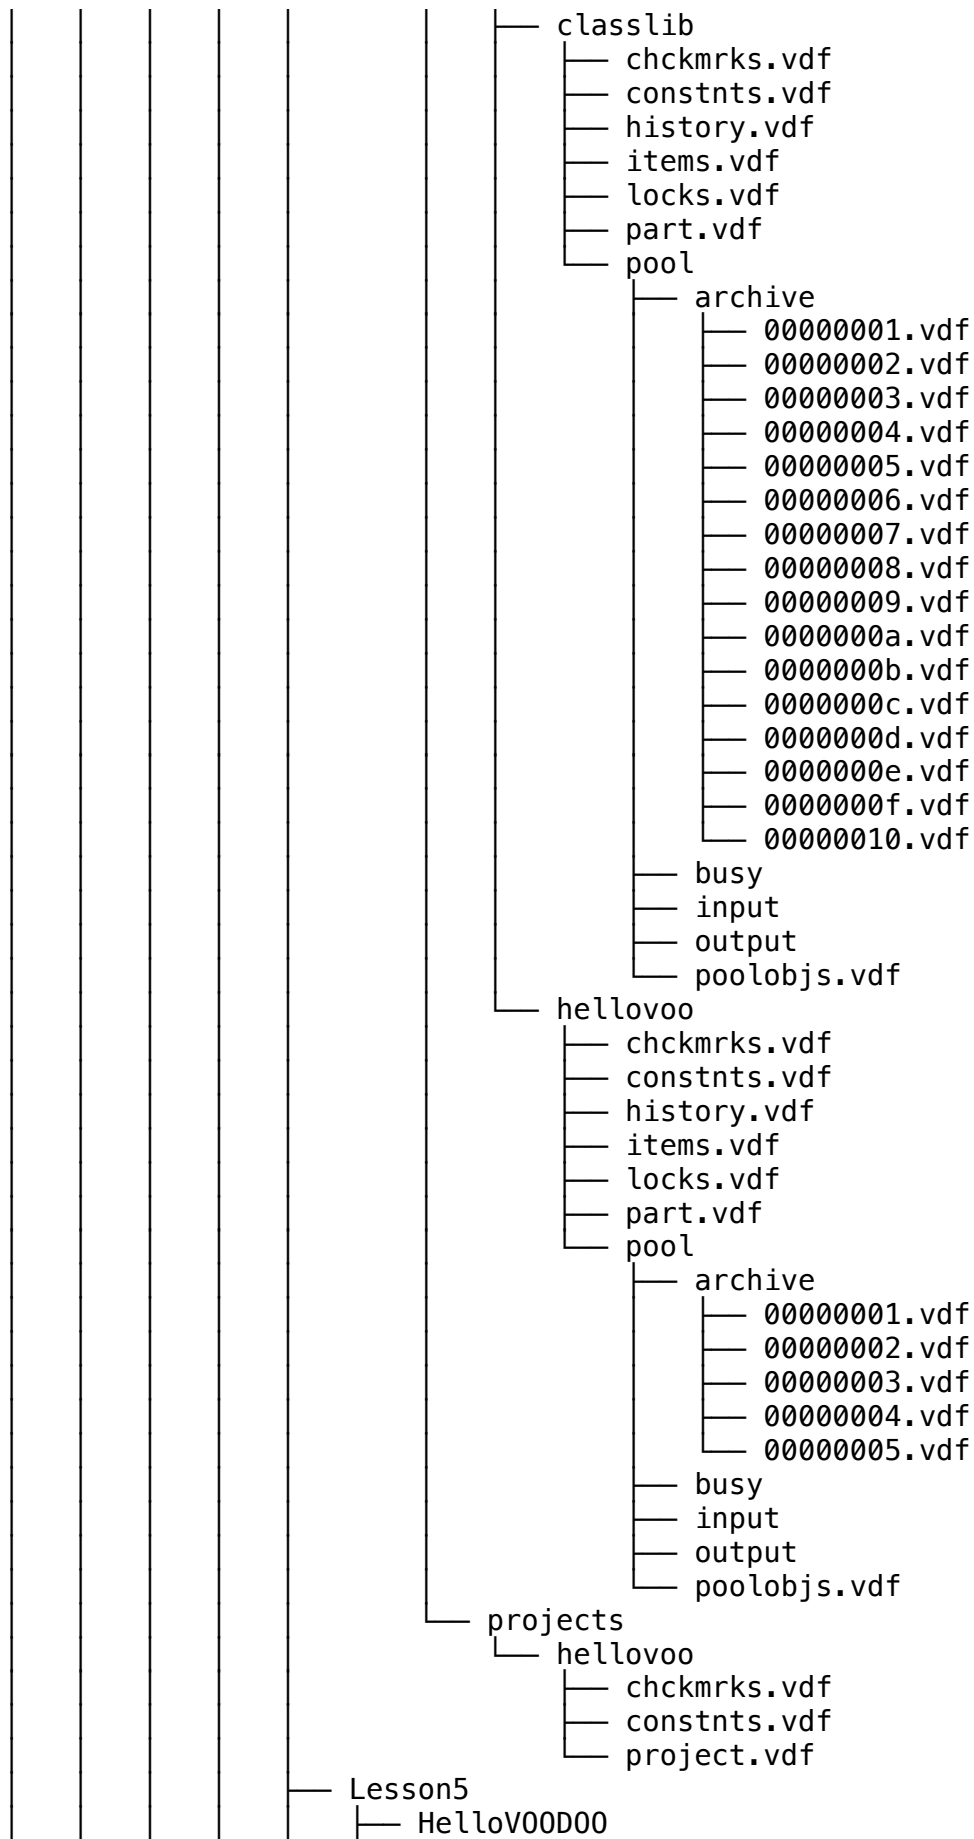 classlib
chckmrks.vdf
constnts.vdf
history.vdf
items.vdf
locks.vdf
part.vdf
pool
archive
00000001.vdf
00000002.vdf
00000003.vdf
00000004.vdf
00000005.vdf
00000006.vdf
00000007.vdf
00000008.vdf
00000009.vdf
0000000a.vdf
0000000b.vdf
0000000c.vdf
0000000d.vdf
0000000e.vdf
0000000f.vdf
00000010.vdf
busy
input
output
poolobjs.vdf
hellovoo
chckmrks.vdf
constnts.vdf
history.vdf
items.vdf
locks.vdf
part.vdf
pool
archive
00000001.vdf
00000002.vdf
00000003.vdf
00000004.vdf
00000005.vdf
busy
input
output
poolobjs.vdf
projects
hellovoo
chckmrks.vdf
constnts.vdf
project.vdf
Lesson5
HelloVOODOO